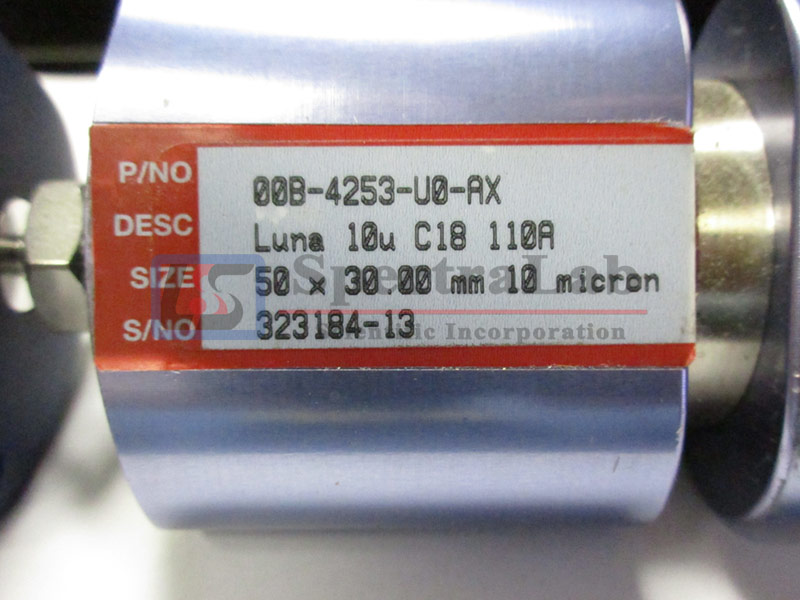 P/NO 00B-4253-U0-AX
DESC Luna 10u C18 110A
SIZE 50 x 30.00 mm 10 micron
S/NO 323184-13
SpectraLab
Scientific Incorporation